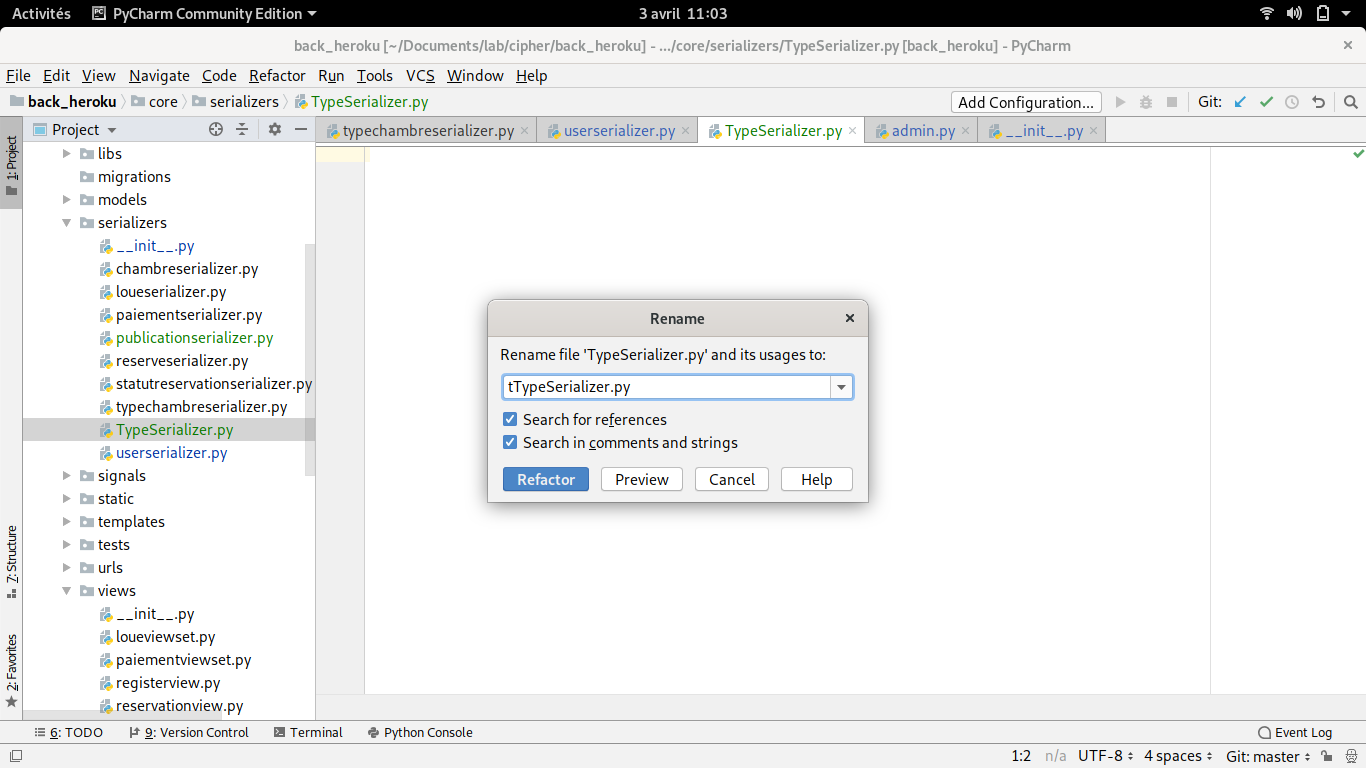 Activités PyCharm Community Edition 3 avril 11:03
back_heroku [~/Documents/lab/cipher/back_heroku] - .../core/serializers/TypeSerializer.py [back_heroku] - PyCharm
File Edit View Navigate Code Refactor Run Tools VCS Window Help
back_heroku core serializers TypeSerializer.py Add Configuration... Git:
Project typechambreserializer.py userserializer.py TypeSerializer.py admin.py __init__.py
1: Project
libs
migrations
models
serializers
__init__.py
chambreserializer.py
loueserializer.py
paiementserializer.py
publicationserializer.py
reserveserializer.py
statutreservationserializer.py
typechambreserializer.py
TypeSerializer.py
userserializer.py
signals
static
templates
tests
urls
views
__init__.py
loueviewset.py
paiementviewset.py
registerview.py
reservationview.py
7: Structure
2: Favorites
Rename
Rename file 'TypeSerializer.py' and its usages to:
tTypeSerializer.py
Search for references
Search in comments and strings
Refactor Preview Cancel Help
6: TODO 9: Version Control Terminal Python Console Event Log
1:2 n/a UTF-8 4 spaces Git: master